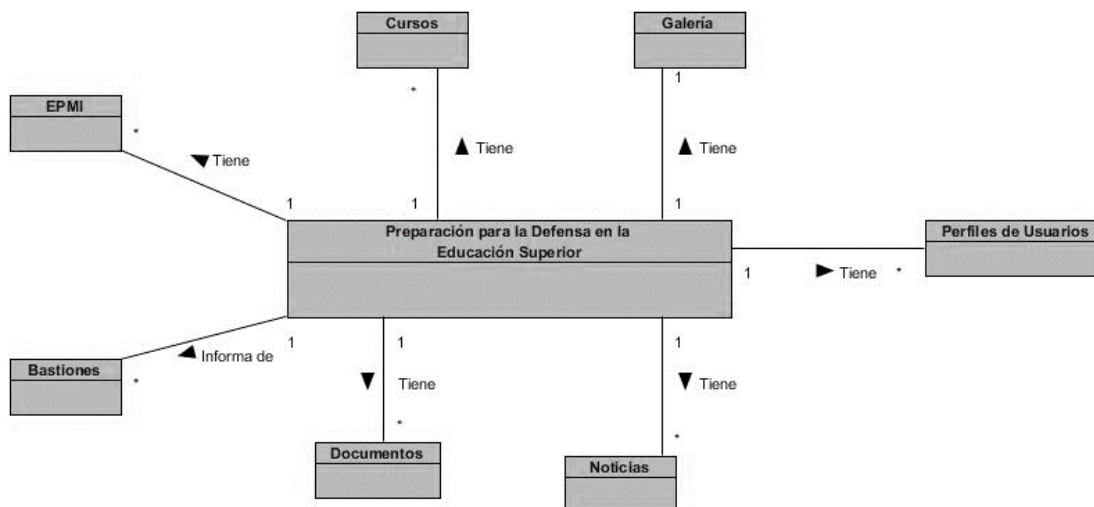 Cursos
Galería
*
1
EPMI
*
Tiene
Tiene
Tiene
1
1
1
Preparación para la Defensa en la
Educación Superior
Perfiles de Usuarios
1
Tiene
*
1
1
1
Informa de
Bastiones
*
Tiene
Tiene
*
*
Documentos
Noticias